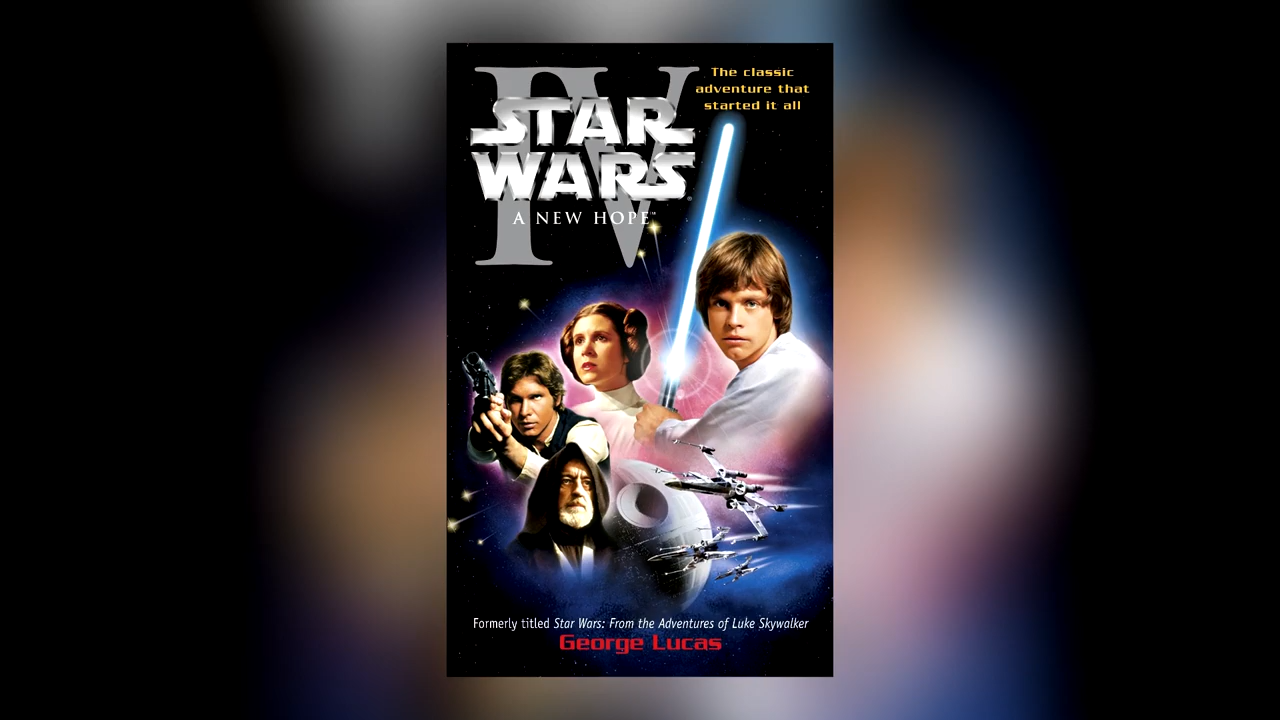 IV
STAR
WARS
A NEW HOPE™
The classic
adventure that
started it all
Formerly titled Star Wars: From the Adventures of Luke Skywalker
George Lucas